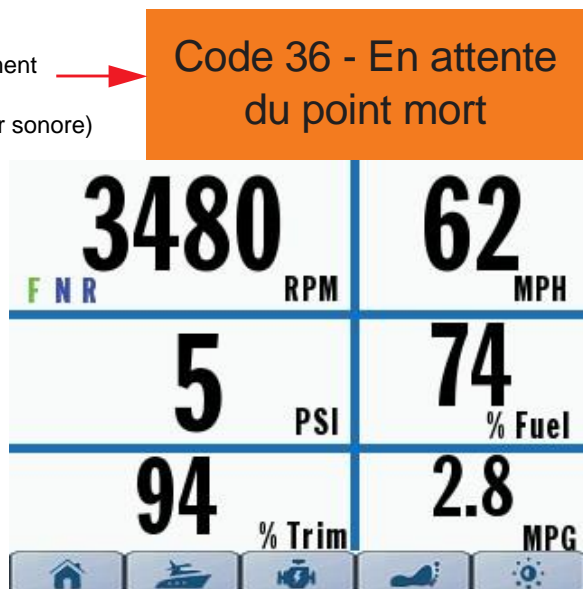 Code 36 - En attente
du point mort
sonore)
3480
RPM
F N R
62
MPH
5
PSI
74
% Fuel
94
% Trim
2.8
MPG